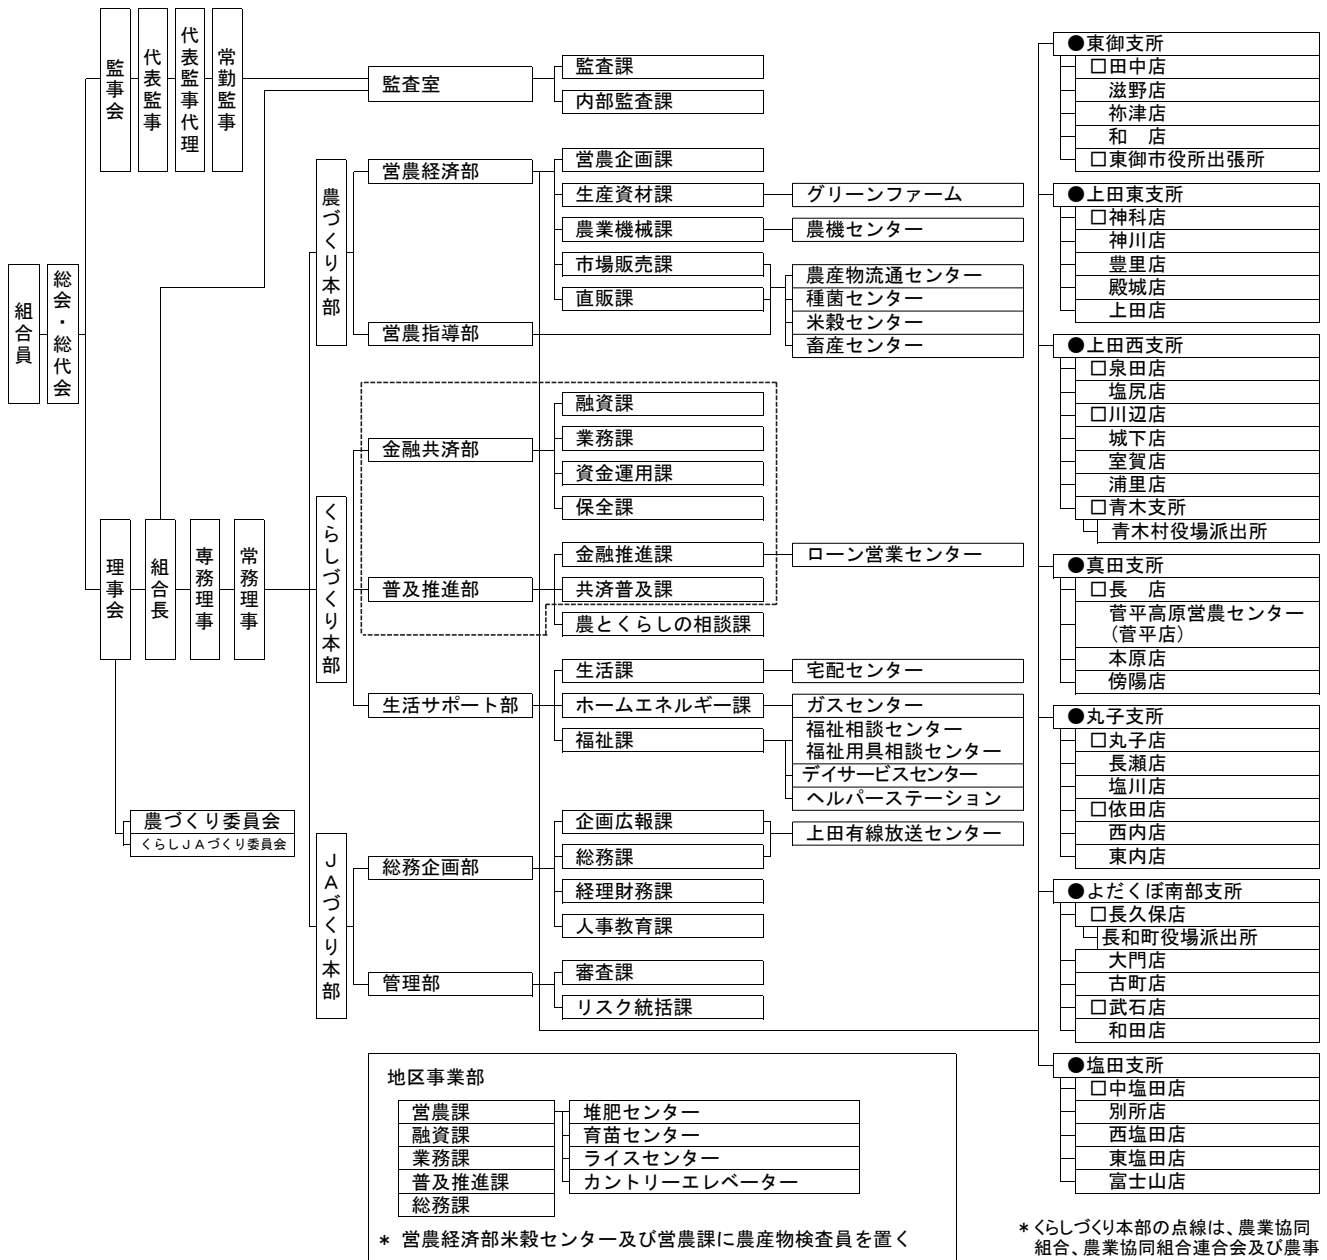 組合員
総会・総代会
監事会
代表監事
代表監事代理
常勤監事
理事会
組合長
専務理事
常務理事
農づくり委員会
くらしJAづくり委員会
監査室
監査課
内部監査課
農づくり本部
営農経済部
営農企画課
生産資材課
グリーンファーム
農業機械課
農機センター
市場販売課
直販課
農産物流通センター
種菌センター
米穀センター
畜産センター
営農指導部
くらしづくり本部
金融共済部
融資課
業務課
資金運用課
保全課
普及推進部
金融推進課
ローン営業センター
共済普及課
農とくらしの相談課
生活サポート部
生活課
宅配センター
ホームエネルギー課
ガスセンター
福祉課
福祉相談センター
福祉用具相談センター
デイサービスセンター
ヘルパーステーション
JAづくり本部
総務企画部
企画広報課
総務課
上田有線放送センター
経理財務課
人事教育課
管理部
審査課
リスク統括課
地区事業部
営農課
融資課
業務課
普及推進課
総務課
堆肥センター
育苗センター
ライスセンター
カントリーエレベーター
* 営農経済部米穀センター及び営農課に農産物検査員を置く
●東御支所
□田中店
滋野店
祢津店
和 店
□東御市役所出張所
●上田東支所
□神科店
神川店
豊里店
殿城店
上田店
●上田西支所
□泉田店
塩尻店
□川辺店
城下店
室賀店
浦里店
□青木支所
青木村役場派出所
●真田支所
□長 店
菅平高原営農センター
(菅平店)
本原店
傍陽店
●丸子支所
□丸子店
長瀬店
塩川店
□依田店
西内店
東内店
●よだくぼ南部支所
□長久保店
長和町役場派出所
大門店
古町店
□武石店
和田店
●塩田支所
□中塩田店
別所店
西塩田店
東塩田店
富士山店
* くらしづくり本部の点線は、農業協同
組合、農業協同組合連合会及び農事